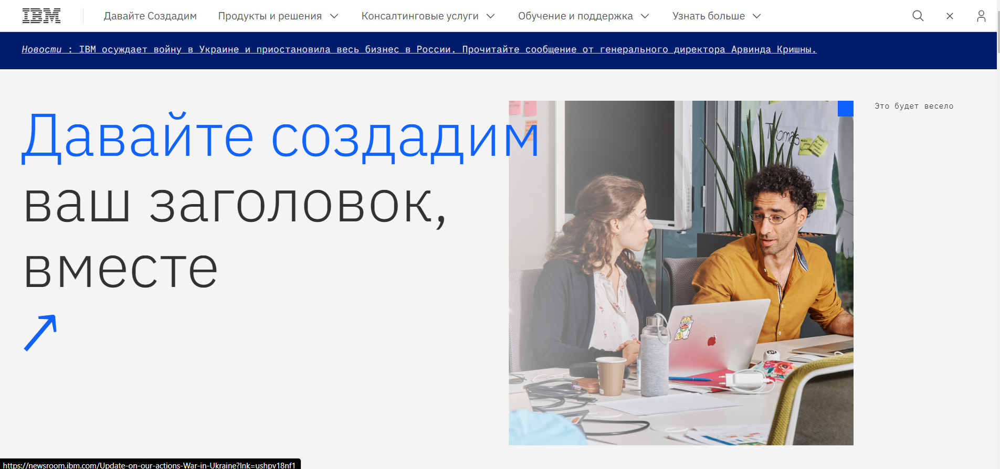 IBM
Давайте Создадим
Продукты и решения
Консалтинговые услуги
Обучение и поддержка
Узнать больше
Новости : IBM осуждает войну в Украине и приостановила весь бизнес в России. Прочитайте сообщение от генерального директора Арвинда Кришны.
Давайте создадим
ваш заголовок,
вместе
Это будет весело
Thomas
https://newsroom.ibm.com/Update-on-our-actions-War-in-Ukraine?lnk=ushpv18nf1